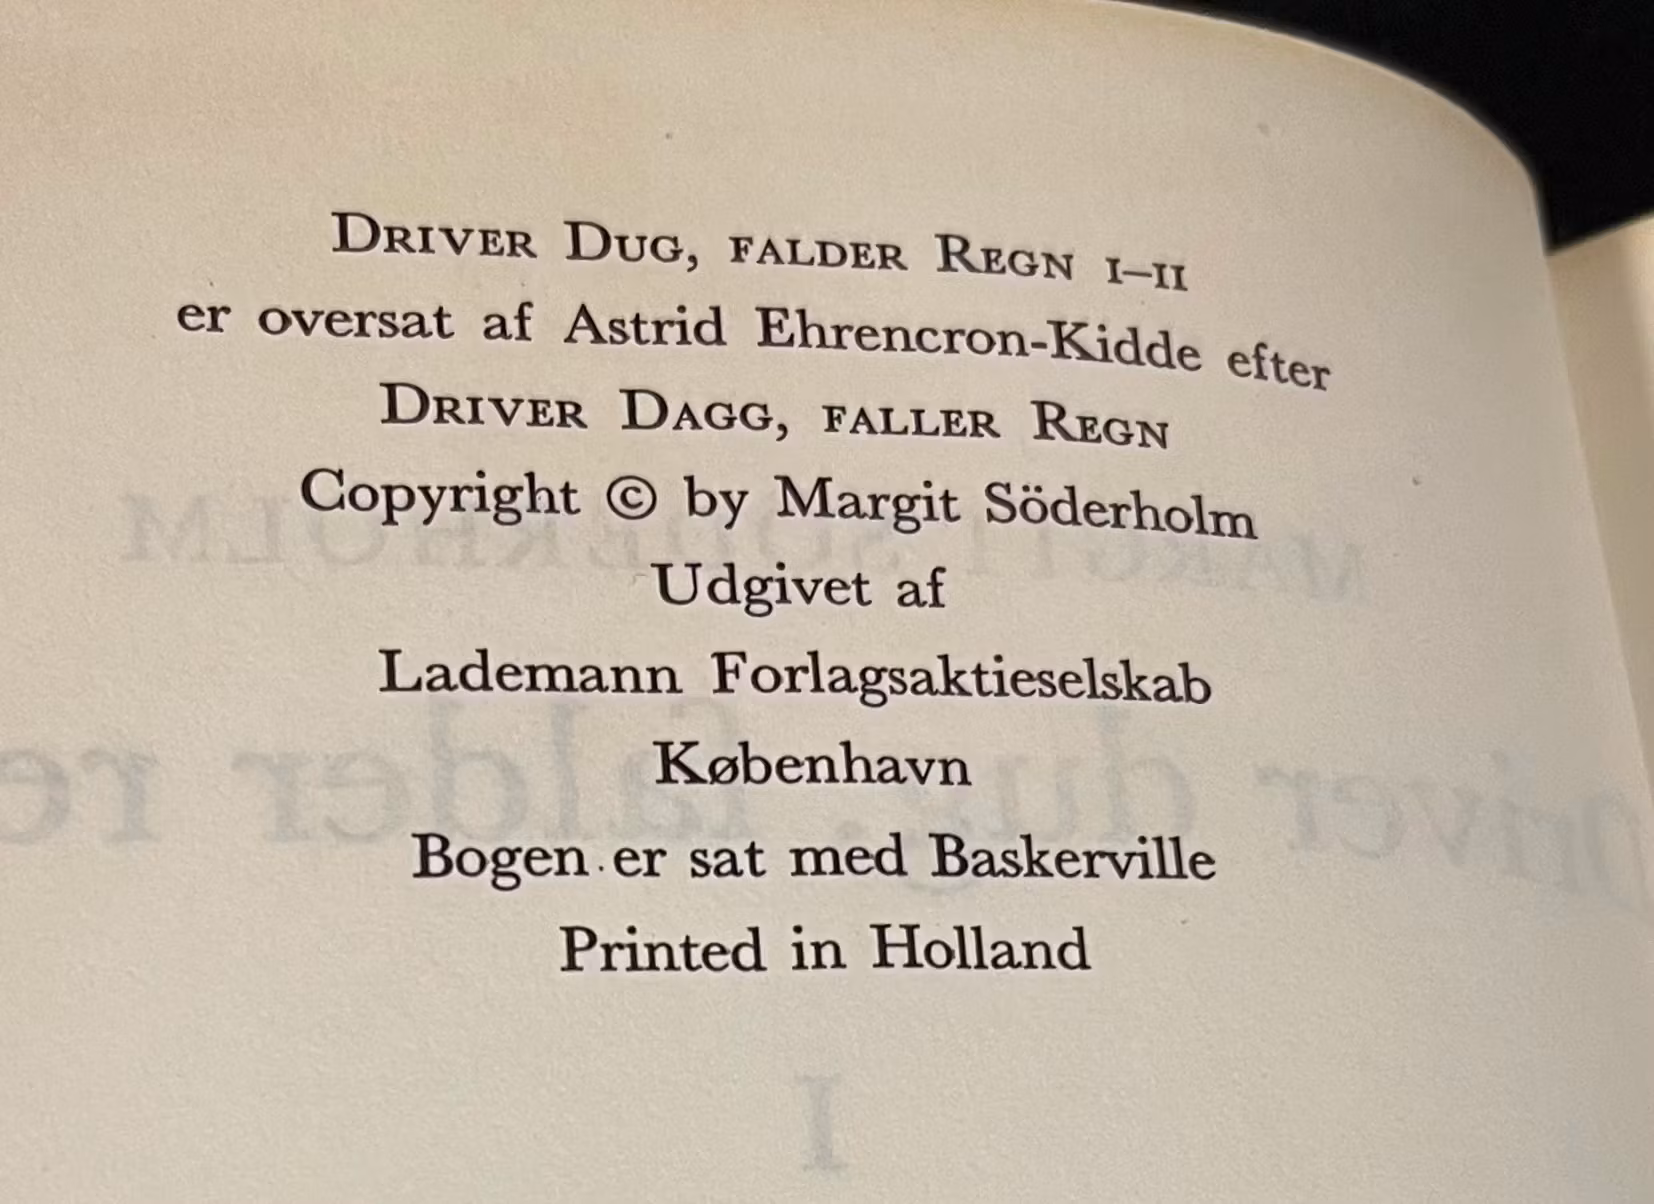 Driver Dug, falder Regn I–II
er oversat af Astrid Ehrencron-Kidde efter
Driver Dagg, faller Regn
Copyright © by Margit Söderholm
Udgivet af
Lademann Forlagsaktieselskab
København
Bogen er sat med Baskerville
Printed in Holland